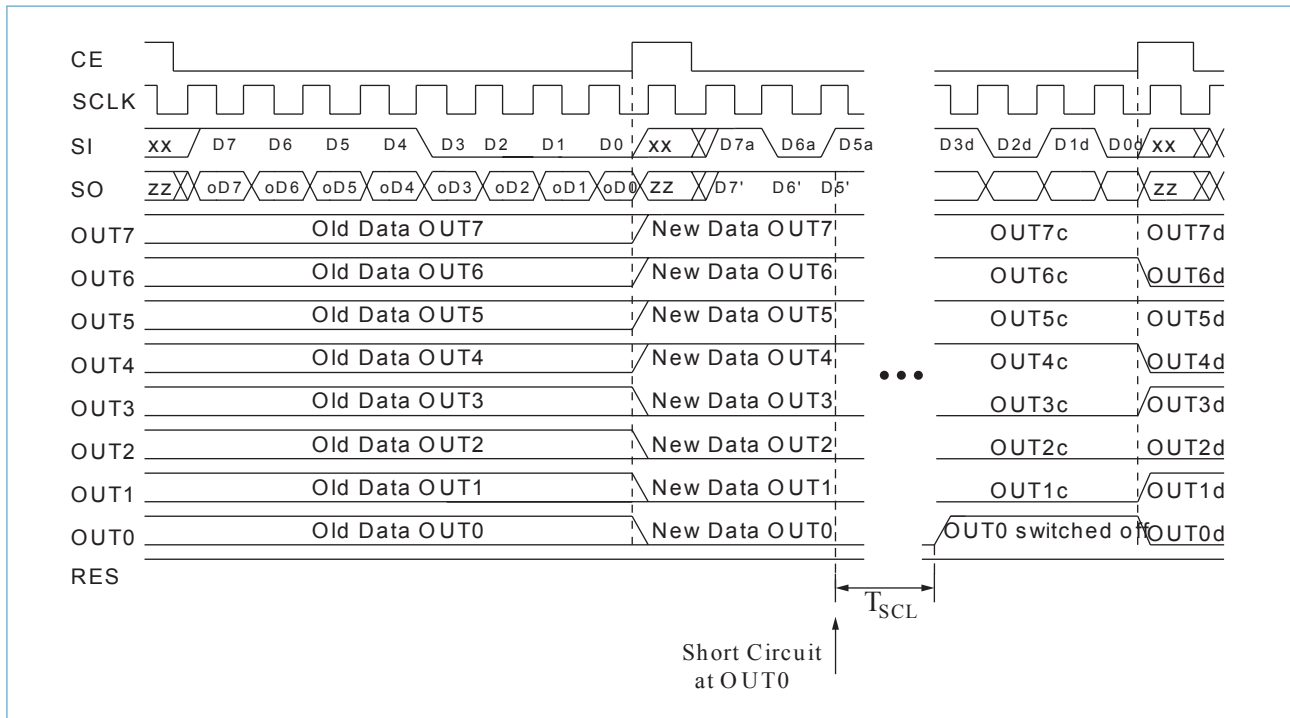 CE
SCLK
SI xx D7 D6 D5 D4 D3 D2 D1 D0 xx D7a D6a D5a D3d D2d D1d D0d xx
SO zz oD7 oD6 oD5 oD4 oD3 oD2 oD1 oD0 zz D7' D6' D5' zz
OUT7 Old Data OUT7 New Data OUT7 OUT7c OUT7d
OUT6 Old Data OUT6 New Data OUT6 OUT6c OUT6d
OUT5 Old Data OUT5 New Data OUT5 OUT5c OUT5d
OUT4 Old Data OUT4 New Data OUT4 OUT4c OUT4d
•••
OUT3 Old Data OUT3 New Data OUT3 OUT3c OUT3d
OUT2 Old Data OUT2 New Data OUT2 OUT2c OUT2d
OUT1 Old Data OUT1 New Data OUT1 OUT1c OUT1d
OUT0 Old Data OUT0 New Data OUT0 OUT0 switched off OUT0d
RES
TSCL
Short Circuit
at OUT0